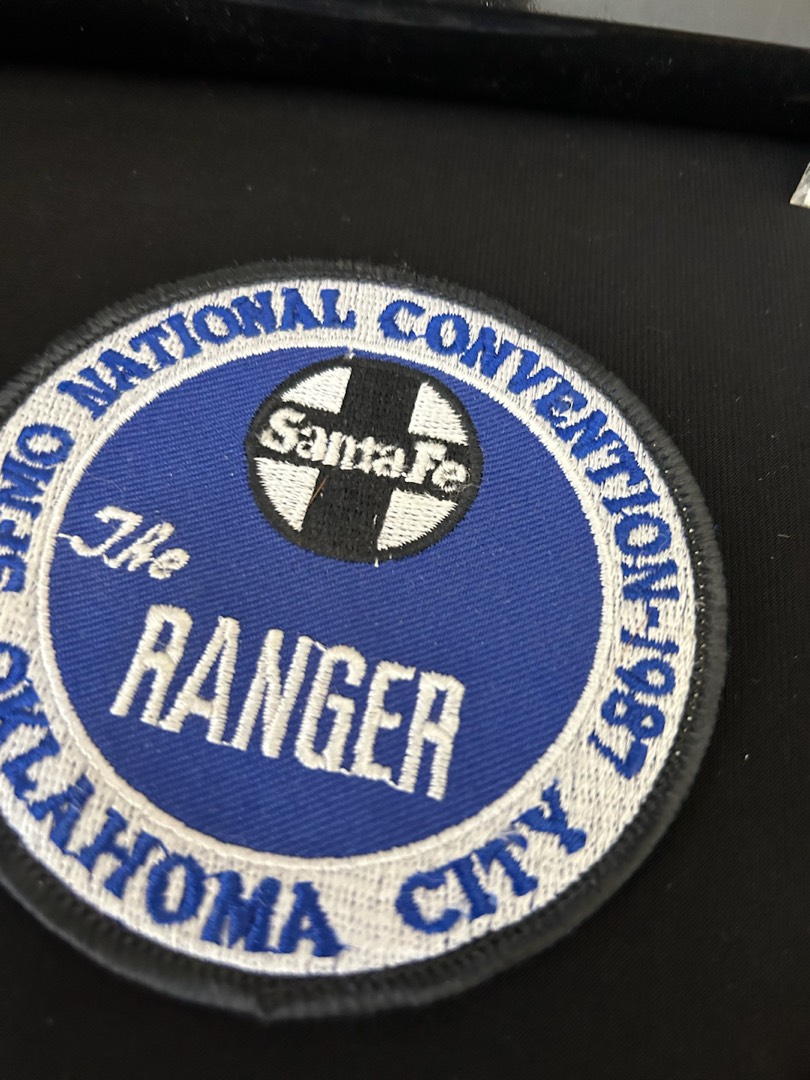 SFMO NATIONAL CONVENTION-1987
Santa Fe
The
RANGER
OKLAHOMA CITY